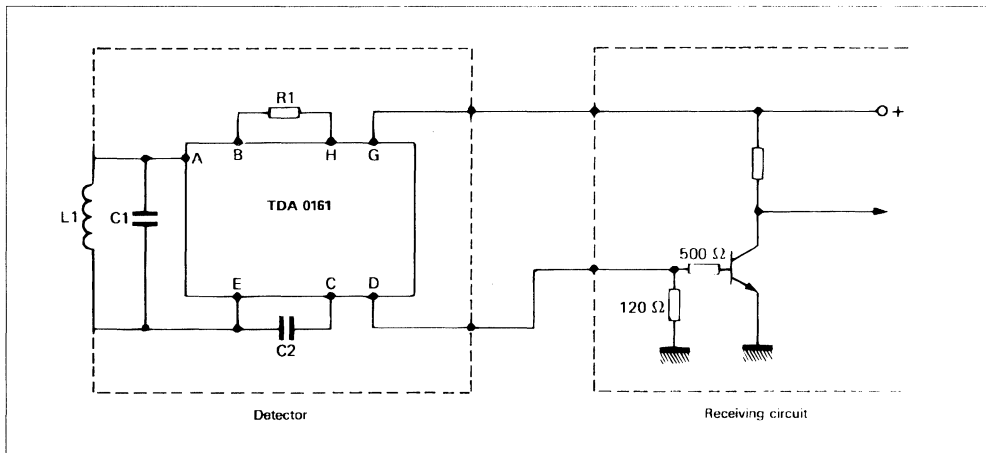 R1
+
B
H
G
A
TDA 0161
L1
C1
500 Ω
E
C
D
120 Ω
C2
Detector
Receiving circuit